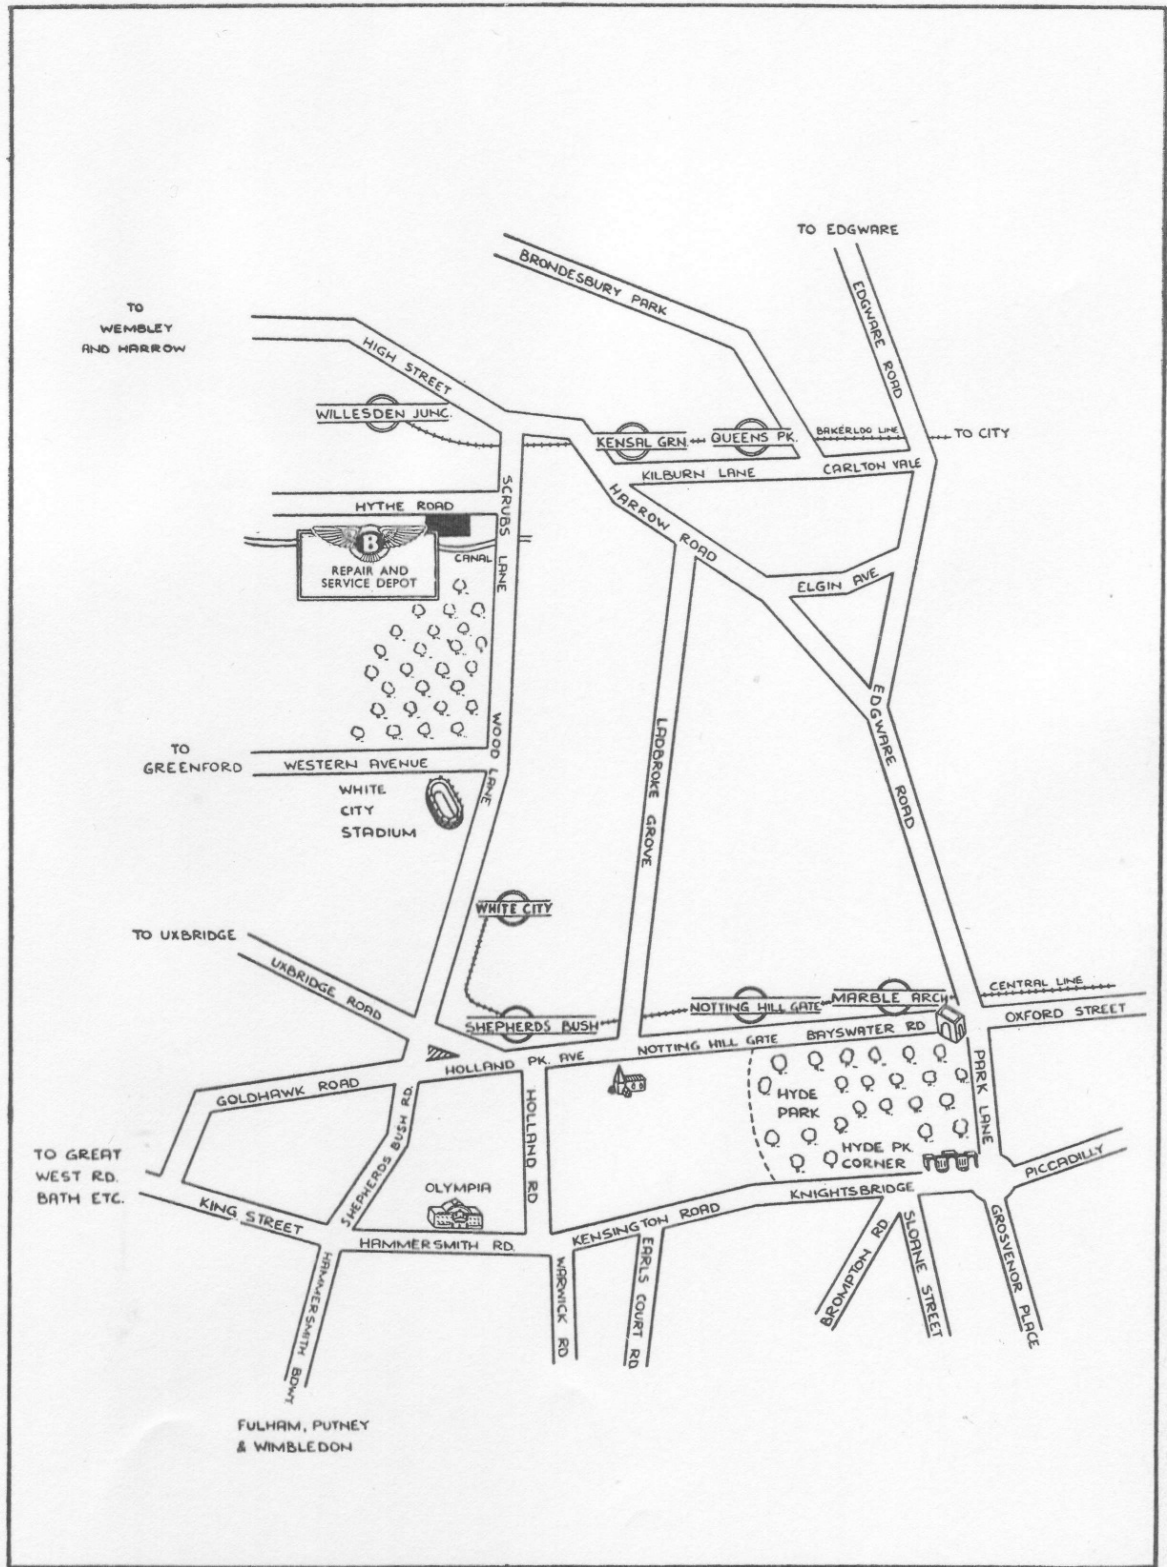 TO EDGWARE
BRONDESBURY PARK
EDGWARE ROAD
TO
WEMBLEY
AND HARROW
HIGH STREET
WILLESDEN JUNC.
KENSAL GRN.
QUEENS PK.
BAKERLOO LINE
TO CITY
KILBURN LANE
CARLTON VALE
SCRUBS LANE
HYTHE ROAD
HARROW ROAD
B
REPAIR AND
SERVICE DEPOT
CANAL
ELGIN AVE
EDGWARE ROAD
WOOD LANE
LADBROKE GROVE
TO
GREENFORD
WESTERN AVENUE
WHITE
CITY
STADIUM
WHITE CITY
TO UXBRIDGE
UXBRIDGE ROAD
SHEPHERDS BUSH
NOTTING HILL GATE
MARBLE ARCH
CENTRAL LINE
OXFORD STREET
NOTTING HILL GATE
BAYSWATER RD
HOLLAND PK. AVE
GOLDHAWK ROAD
SHEPHERDS BUSH RD.
HOLLAND RD
HYDE
PARK
PARK LANE
HYDE PK.
CORNER
PICCADILLY
TO GREAT
WEST RD.
BATH ETC.
OLYMPIA
KING STREET
HAMMERSMITH RD.
KENSINGTON ROAD
KNIGHTSBRIDGE
HAMMERSMITH BDWY
WARWICK RD
EARLS COURT RD
BROMPTON RD
SLOANE STREET
GROSVENOR PLACE
FULHAM, PUTNEY
& WIMBLEDON